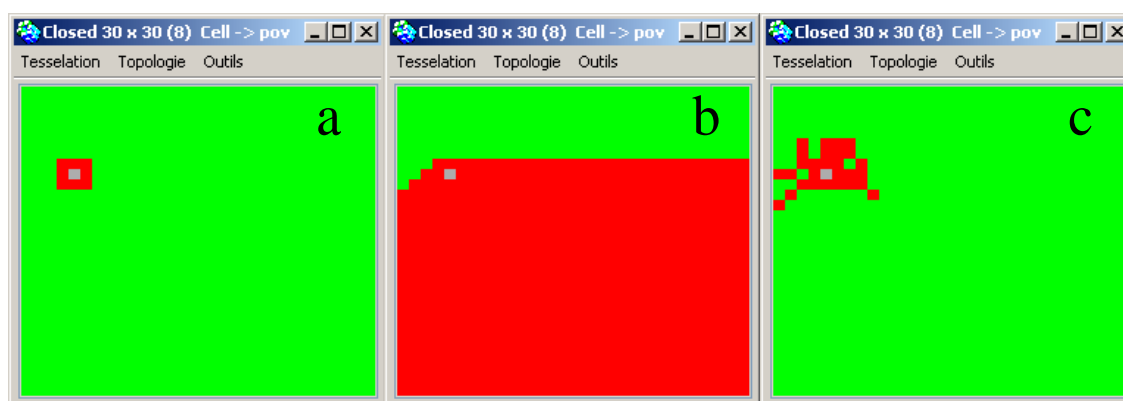 Closed 30 x 30 (8) Cell -> pov
Tesselation Topologie Outils
a
Closed 30 x 30 (8) Cell -> pov
Tesselation Topologie Outils
b
Closed 30 x 30 (8) Cell -> pov
Tesselation Topologie Outils
c